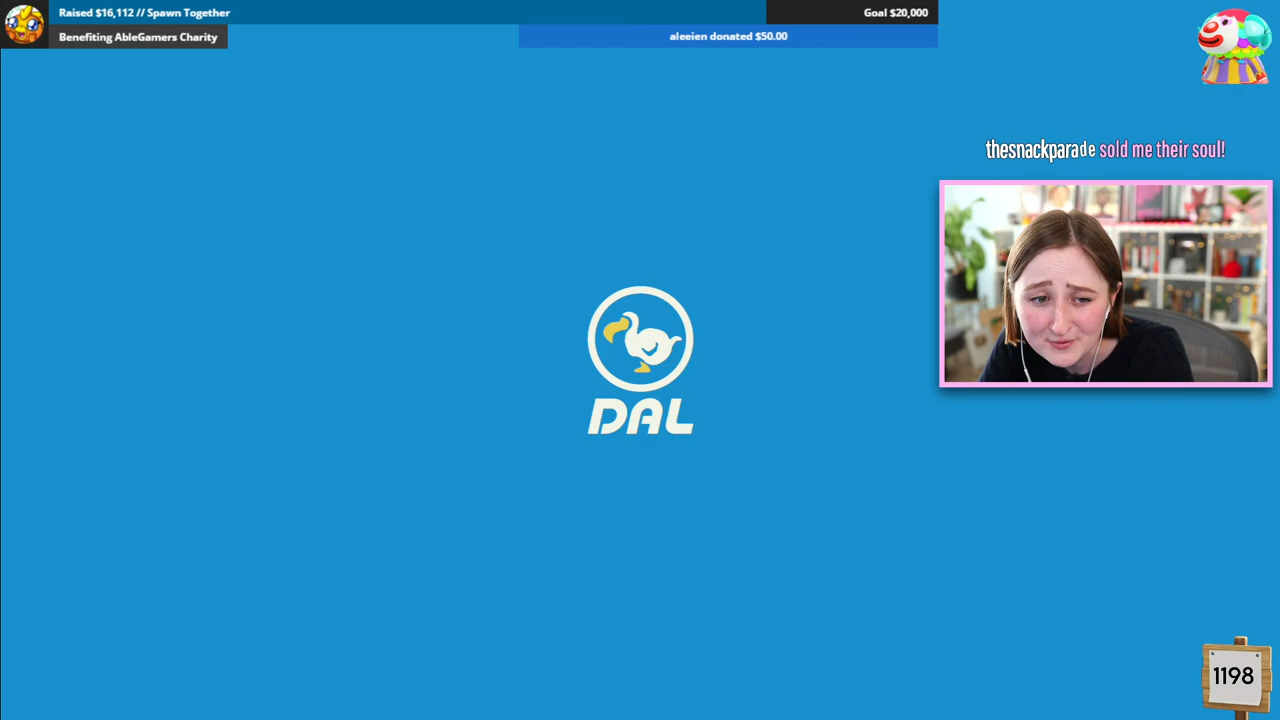 Raised $16,112 // Spawn Together
Goal $20,000
Benefiting AbleGamers Charity
aleeien donated $50.00
thesnackparade sold me their soul!
DAL
1198